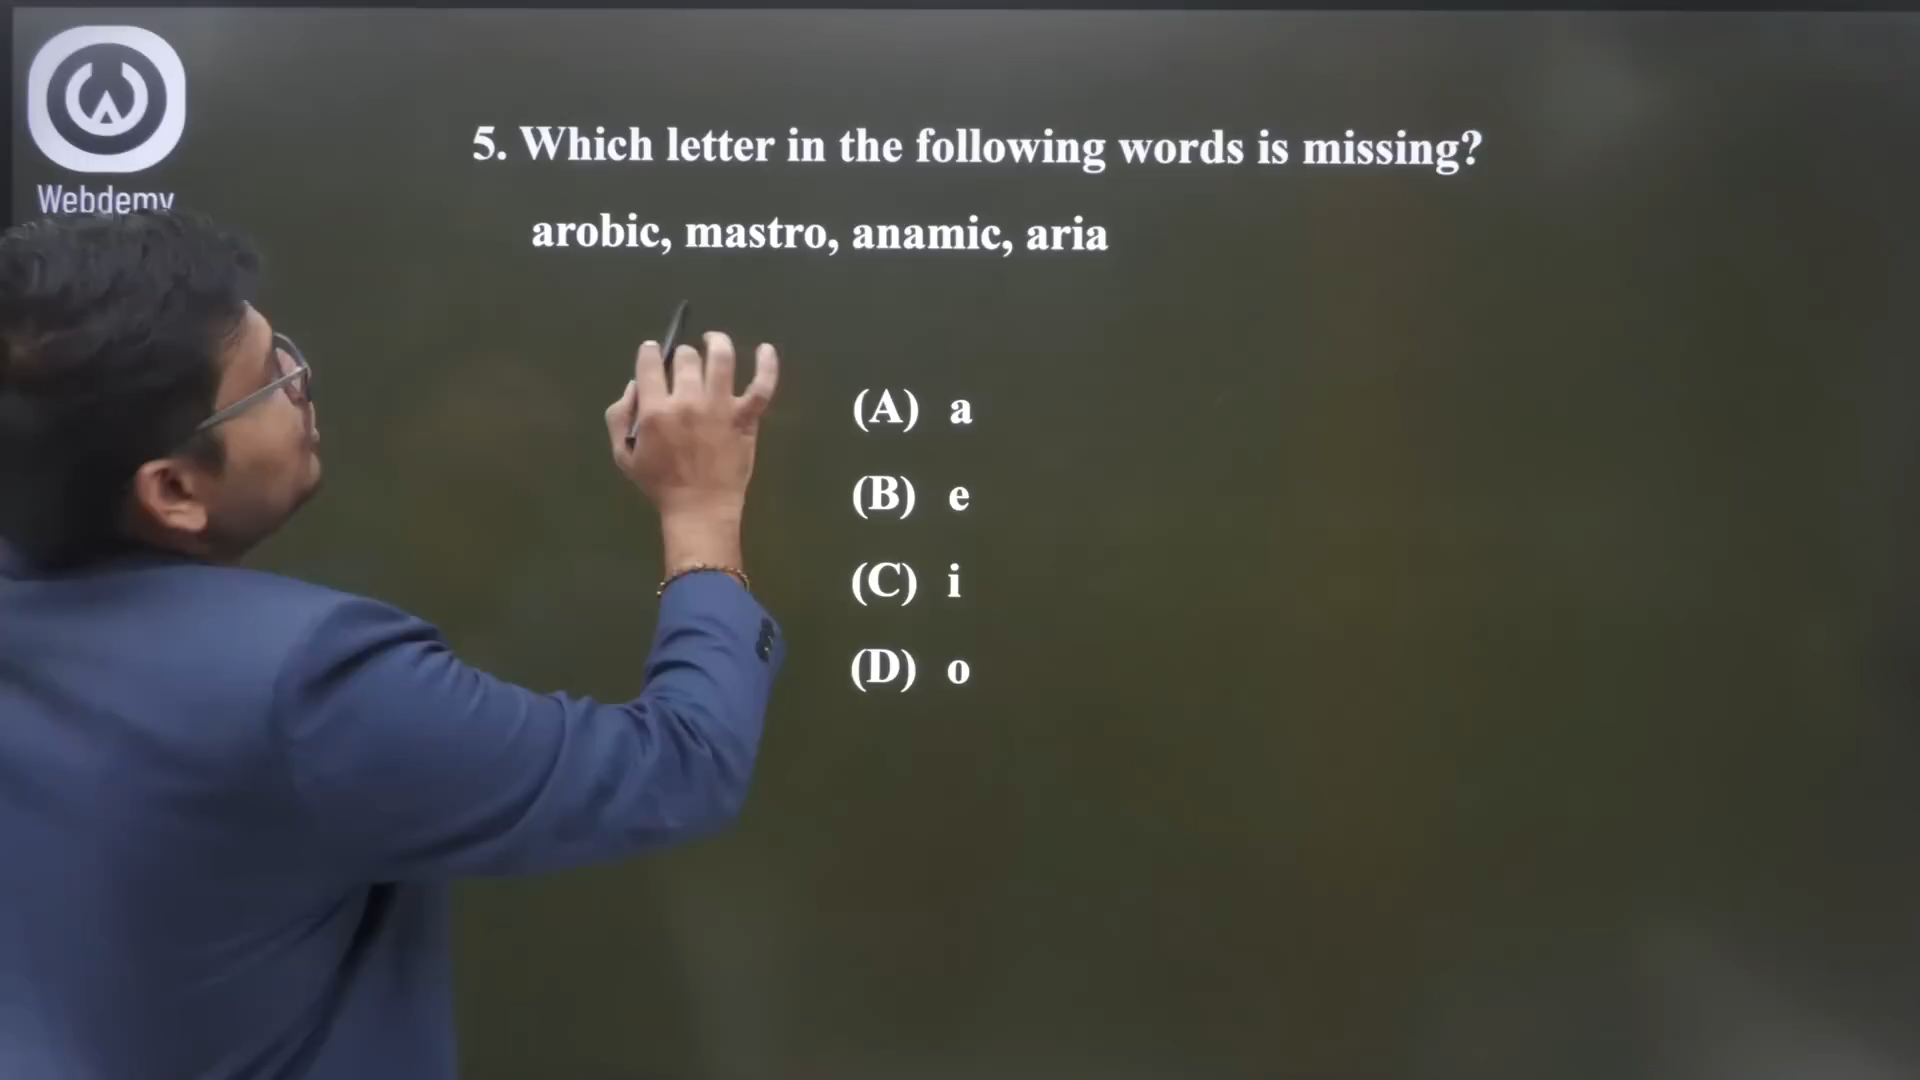 Webdemy
5. Which letter in the following words is missing?
arobic, mastro, anamic, aria
(A) a
(B) e
(C) i
(D) o